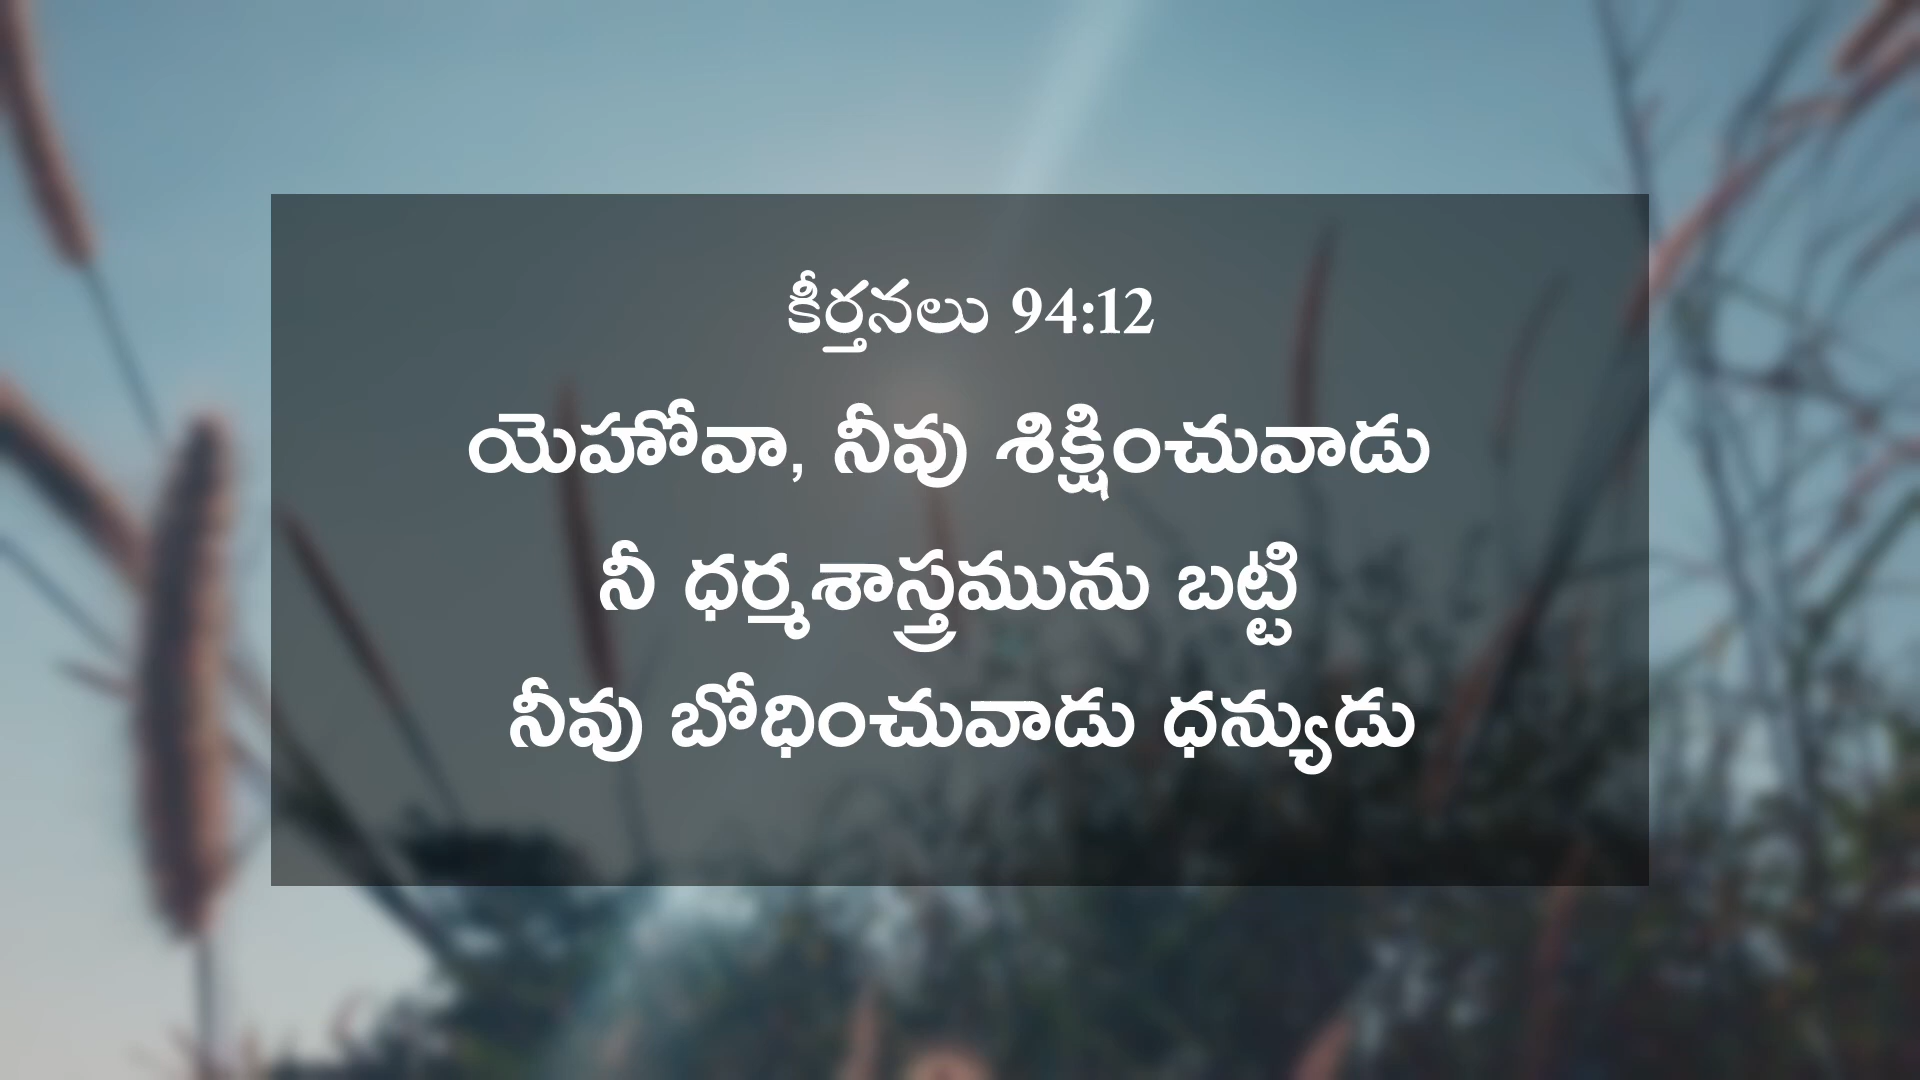 కీర్తనలు 94:12
యెహోవా, నీవు శిక్షించువాడు
నీ ధర్మశాస్త్రమును బట్టి
నీవు బోధించువాడు ధన్యుడు